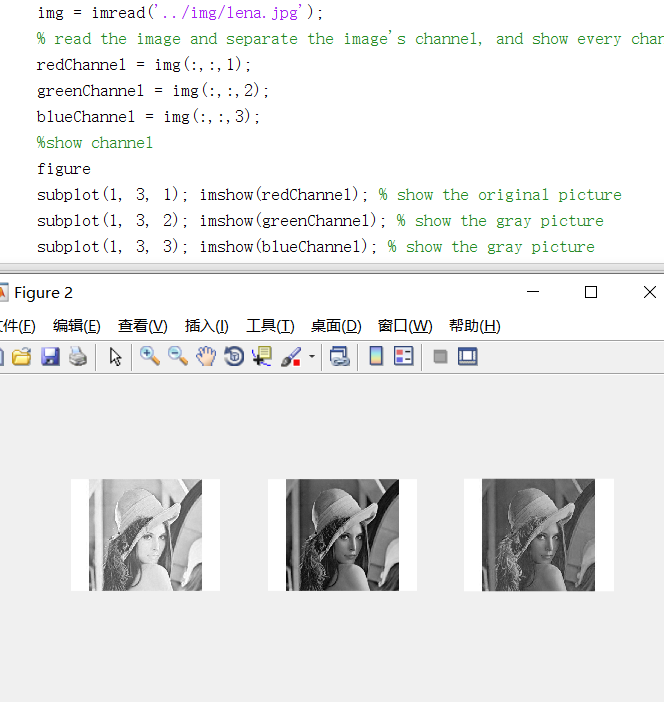 img = imread('../img/lena.jpg');
% read the image and separate the image's channel, and show every
redChannel = img(:,:,1);
greenChannel = img(:,:,2);
blueChannel = img(:,:,3);
%show channel
figure
subplot(1, 3, 1); imshow(redChannel); % show the original picture
subplot(1, 3, 2); imshow(greenChannel); % show the gray picture
subplot(1, 3, 3); imshow(blueChannel); % show the gray picture
Figure 2
件(F) 编辑(E) 查看(V) 插入(I) 工具(T) 桌面(D) 窗口(W) 帮助(H)